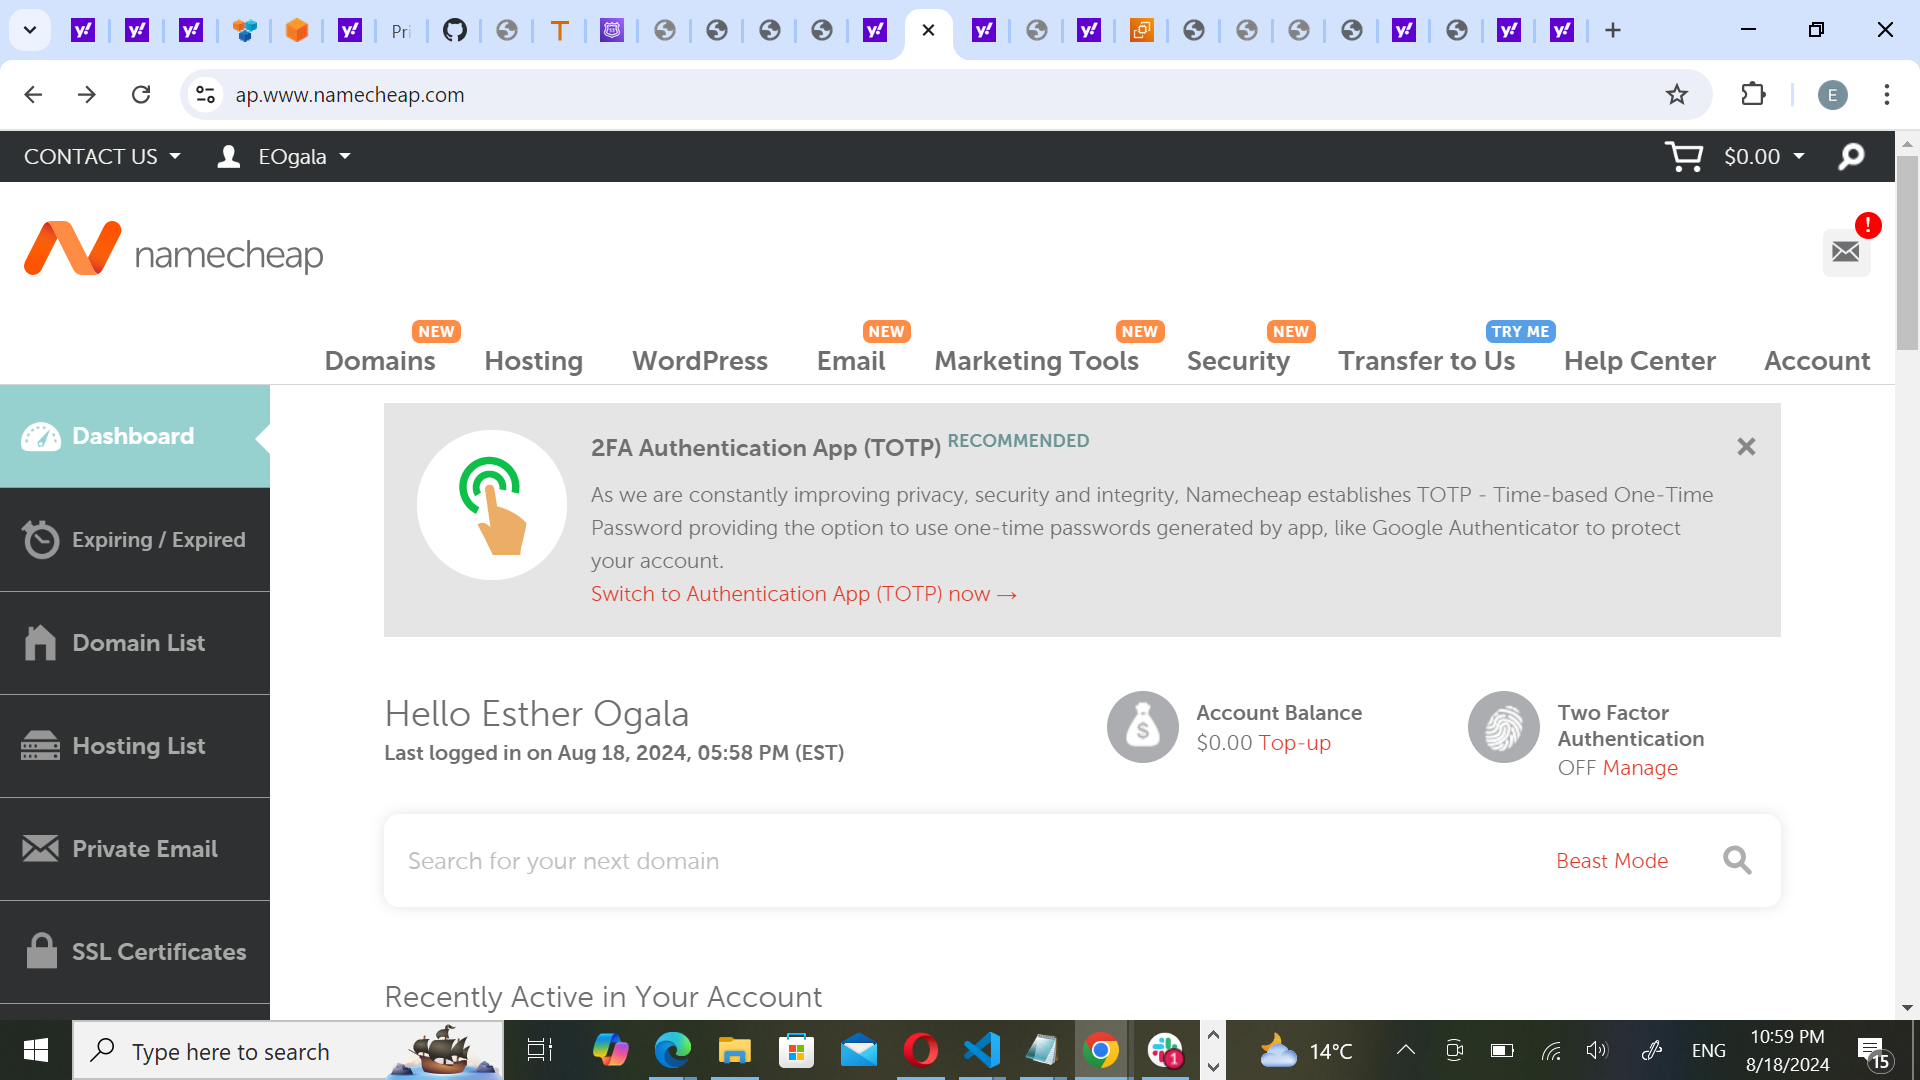 Pri
ap.www.namecheap.com
E
CONTACT US
EOgala
$0.00
namecheap
!
NEW
NEW
NEW
NEW
TRY ME
Domains
Hosting
WordPress
Email
Marketing Tools
Security
Transfer to Us
Help Center
Account
Dashboard
Expiring / Expired
Domain List
Hosting List
Private Email
SSL Certificates
2FA Authentication App (TOTP) RECOMMENDED
As we are constantly improving privacy, security and integrity, Namecheap establishes TOTP - Time-based One-Time
Password providing the option to use one-time passwords generated by app, like Google Authenticator to protect
your account.
Switch to Authentication App (TOTP) now →
Hello Esther Ogala
Last logged in on Aug 18, 2024, 05:58 PM (EST)
Account Balance
$0.00 Top-up
Two Factor
Authentication
OFF Manage
Search for your next domain
Beast Mode
Recently Active in Your Account
Type here to search
1
14°C
ENG
10:59 PM
8/18/2024
15